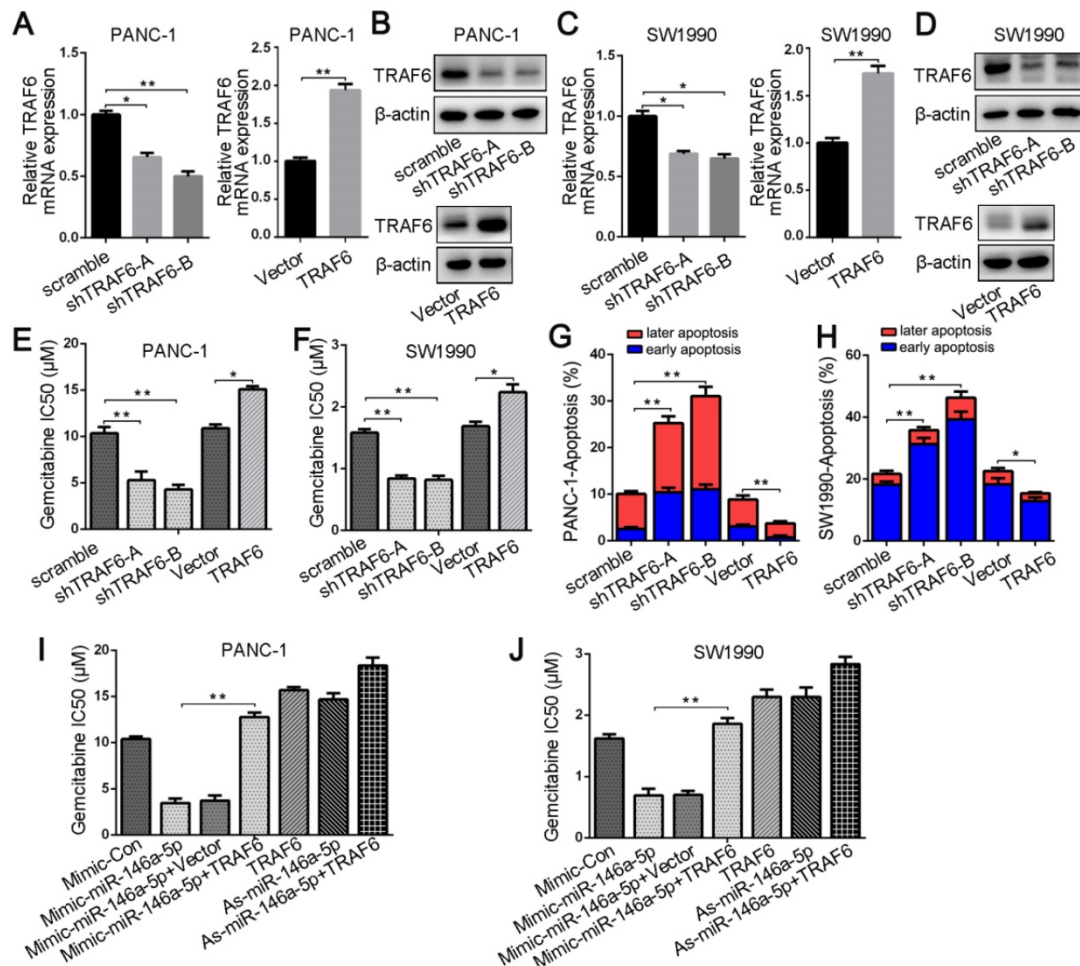 A
PANC-1
Relative TRAF6
mRNA expression
1.5
1.0
0.5
0.0
**
*
scramble
shTRAF6-A
shTRAF6-B
PANC-1
Relative TRAF6
mRNA expression
2.5
2.0
1.5
1.0
0.5
0.0
**
Vector
TRAF6
B
PANC-1
TRAF6
β-actin
scramble
shTRAF6-A
shTRAF6-B
TRAF6
β-actin
Vector
TRAF6
C
SW1990
Relative TRAF6
mRNA expression
1.5
1.0
0.5
0.0
*
*
scramble
shTRAF6-A
shTRAF6-B
SW1990
Relative TRAF6
mRNA expression
2.0
1.5
1.0
0.5
0.0
**
Vector
TRAF6
D
SW1990
TRAF6
β-actin
scramble
shTRAF6-A
shTRAF6-B
TRAF6
β-actin
Vector
TRAF6
E
PANC-1
Gemcitabine IC50 (µM)
20
15
10
5
0
**
**
*
scramble
shTRAF6-A
shTRAF6-B
Vector
TRAF6
F
SW1990
Gemcitabine IC50 (µM)
3
2
1
0
**
**
*
scramble
shTRAF6-A
shTRAF6-B
Vector
TRAF6
G
later apoptosis
early apoptosis
PANC-1-Apoptosis (%)
40
30
20
10
0
**
**
**
scramble
shTRAF6-A
shTRAF6-B
Vector
TRAF6
H
later apoptosis
early apoptosis
SW1990-Apoptosis (%)
60
40
20
0
**
**
*
scramble
shTRAF6-A
shTRAF6-B
Vector
TRAF6
I
PANC-1
Gemcitabine IC50 (µM)
20
15
10
5
0
**
Mimic-Con
Mimic-miR-146a-5p
Mimic-miR-146a-5p+Vector
Mimic-miR-146a-5p+TRAF6
TRAF6
As-miR-146a-5p
As-miR-146a-5p+TRAF6
J
SW1990
Gemcitabine IC50 (µM)
3
2
1
0
**
Mimic-Con
Mimic-miR-146a-5p
Mimic-miR-146a-5p+Vector
Mimic-miR-146a-5p+TRAF6
TRAF6
As-miR-146a-5p
As-miR-146a-5p+TRAF6